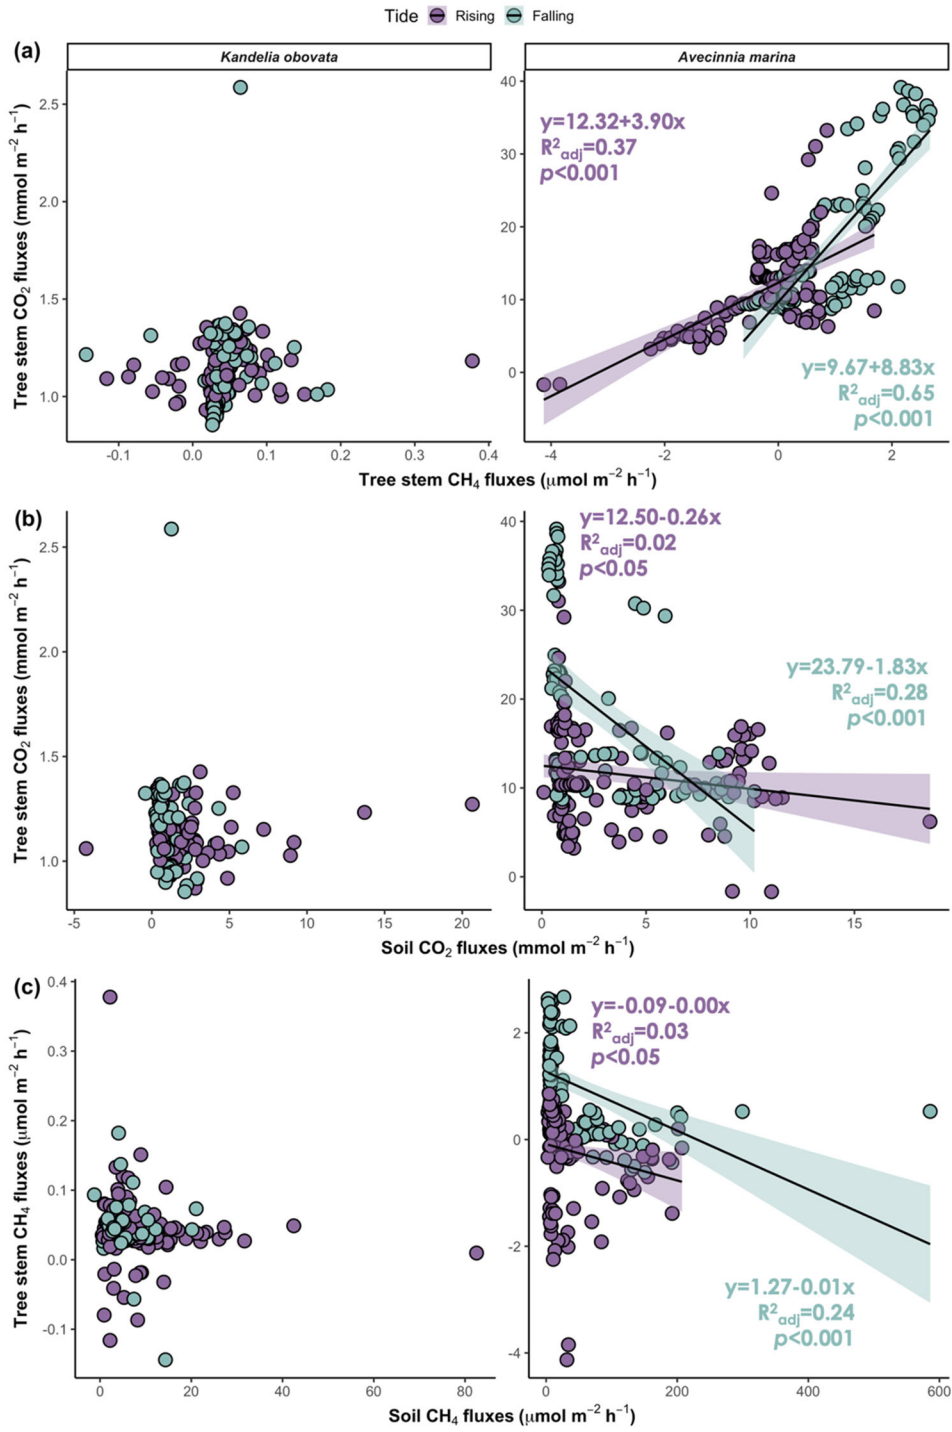 Tide Rising Falling
(a)
Kandelia obovata
Avecinnia marina
Tree stem CO₂ fluxes (mmol m⁻² h⁻¹)
2.5
2.0
1.5
1.0
-0.1 0.0 0.1 0.2 0.3 0.4
40
30
20
10
0
-4 -2 0 2
y=12.32+3.90x
R²adj=0.37
p<0.001
y=9.67+8.83x
R²adj=0.65
p<0.001
Tree stem CH₄ fluxes (μmol m⁻² h⁻¹)
(b)
Tree stem CO₂ fluxes (mmol m⁻² h⁻¹)
2.5
2.0
1.5
1.0
-5 0 5 10 15 20
40
30
20
10
0
0 5 10 15
y=12.50-0.26x
R²adj=0.02
p<0.05
y=23.79-1.83x
R²adj=0.28
p<0.001
Soil CO₂ fluxes (mmol m⁻² h⁻¹)
(c)
Tree stem CH₄ fluxes (μmol m⁻² h⁻¹)
0.4
0.3
0.2
0.1
0.0
-0.1
0 20 40 60 80
2
0
-2
-4
0 200 400 600
y=-0.09-0.00x
R²adj=0.03
p<0.05
y=1.27-0.01x
R²adj=0.24
p<0.001
Soil CH₄ fluxes (μmol m⁻² h⁻¹)